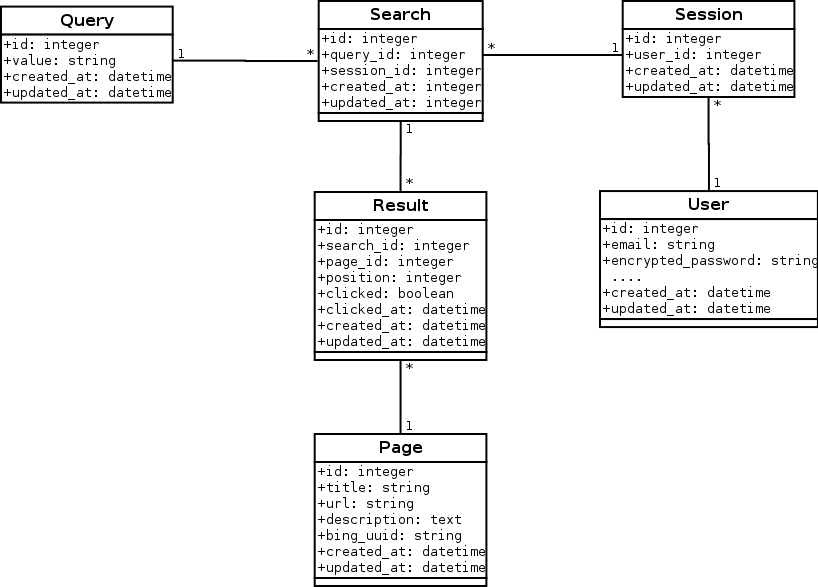 Query
+id: integer
+value: string
+created_at: datetime
+updated_at: datetime
1
*
Search
+id: integer
+query_id: integer
+session_id: integer
+created_at: integer
+updated_at: integer
*
1
Session
+id: integer
+user_id: integer
+created_at: datetime
+updated_at: datetime
1
*
*
1
Result
+id: integer
+search_id: integer
+page_id: integer
+position: integer
+clicked: boolean
+clicked_at: datetime
+created_at: datetime
+updated_at: datetime
User
+id: integer
+email: string
+encrypted_password: string
....
+created_at: datetime
+updated_at: datetime
*
1
Page
+id: integer
+title: string
+url: string
+description: text
+bing_uuid: string
+created_at: datetime
+updated_at: datetime